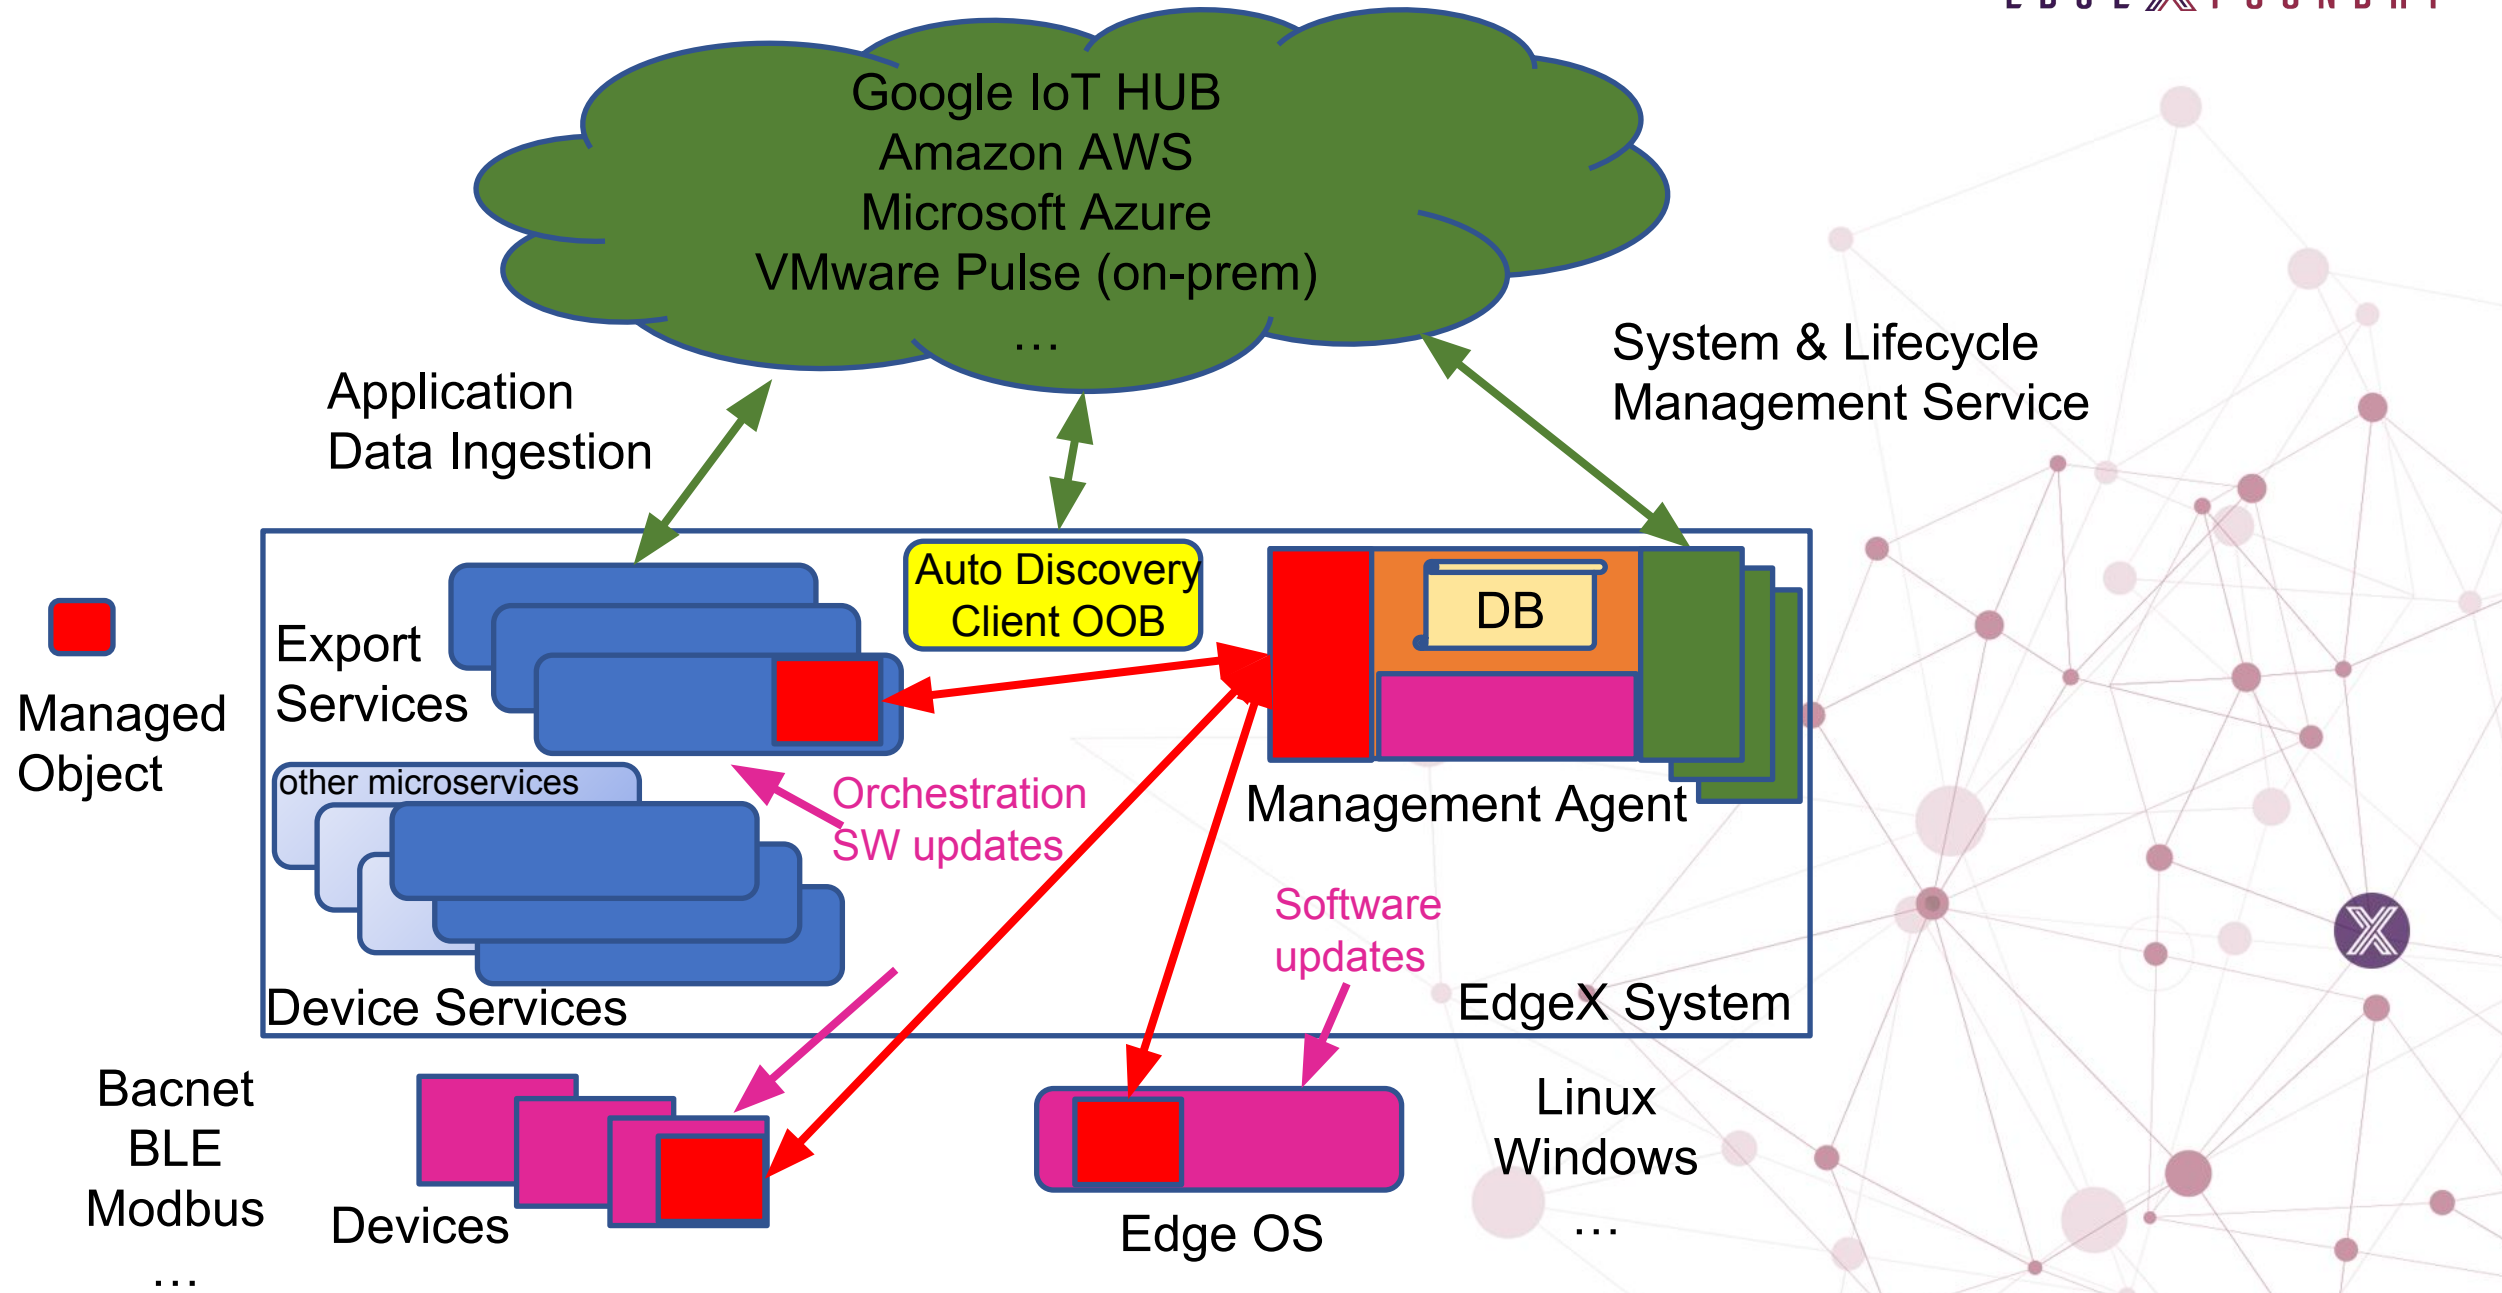 Google IoT HUB
Amazon AWS
Microsoft Azure
VMware Pulse (on-prem)
...
Application
Data Ingestion
System & Lifecycle
Management Service
Auto Discovery
Client OOB
DB
Export
Services
Managed
Object
other microservices
Orchestration
SW updates
Management Agent
Software
updates
Device Services
EdgeX System
Bacnet
BLE
Modbus
...
Devices
Edge OS
Linux
Windows
...